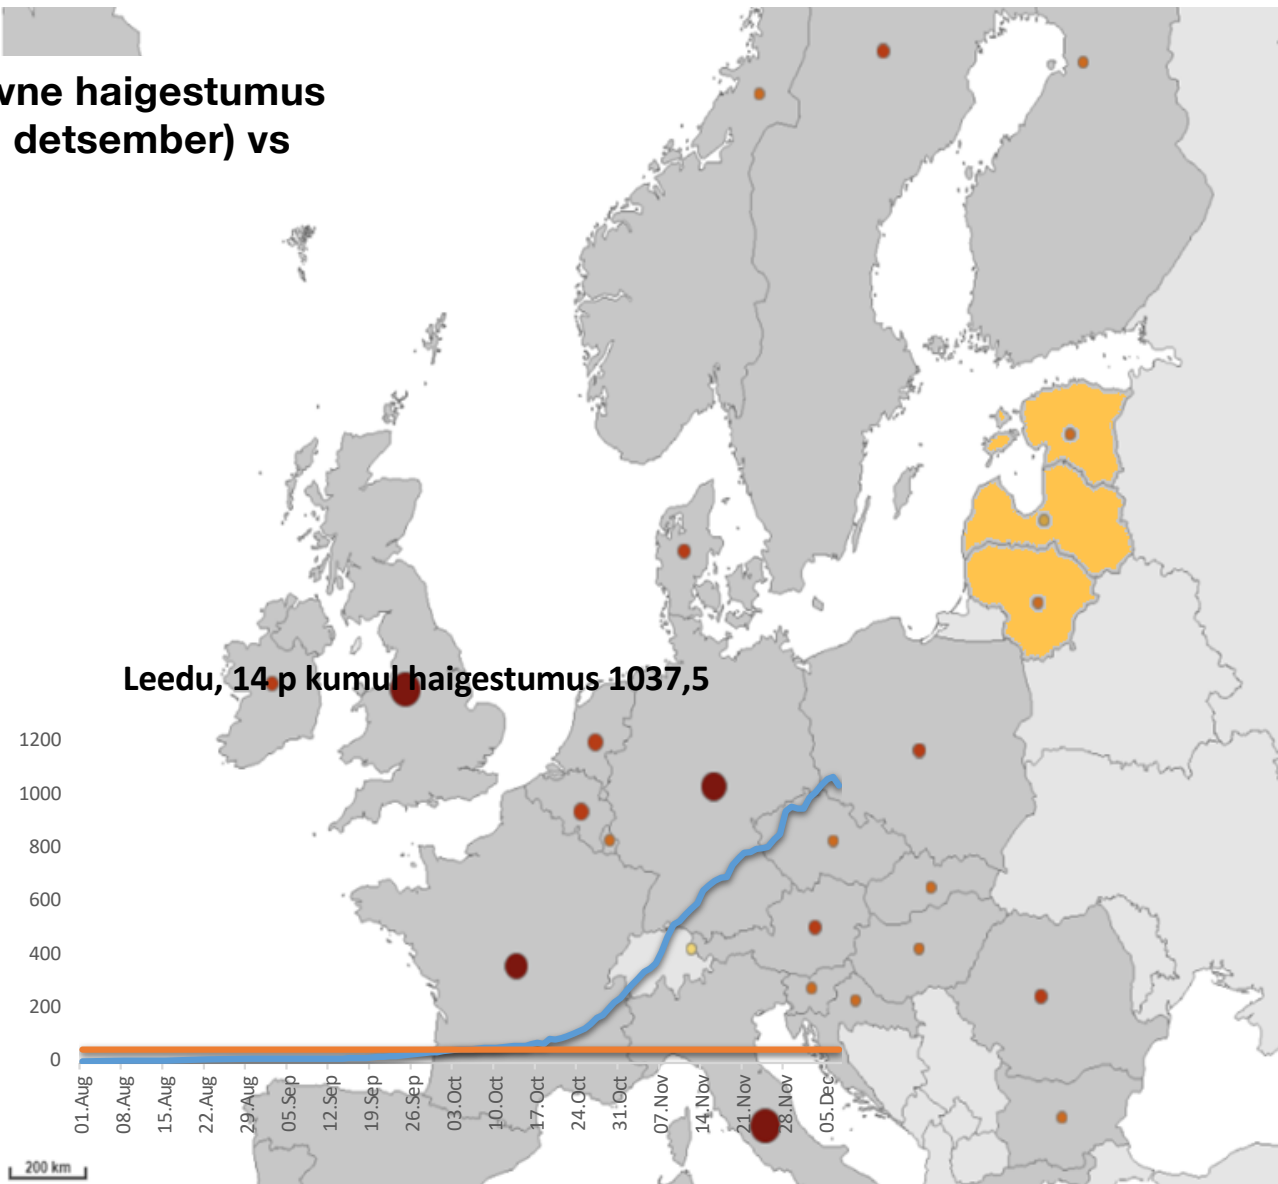 vne haigestumus
detsember) vs
Leedu, 14 p kumul haigestumus 1037,5
1200
1000
800
600
400
200
0
01.Aug
08.Aug
15.Aug
22.Aug
29.Aug
05.Sep
12.Sep
19.Sep
26.Sep
03.Oct
10.Oct
17.Oct
24.Oct
31.Oct
07.Nov
14.Nov
21.Nov
28.Nov
05.Dec
200 km